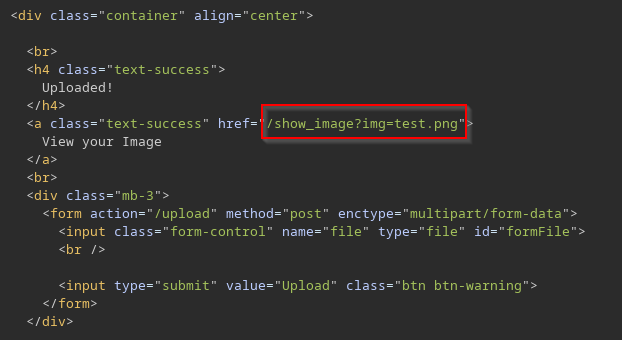 <div class="container" align="center">
<br>
<h4 class="text-success">
Uploaded!
</h4>
<a class="text-success" href="/show_image?img=test.png">
View your Image
</a>
<br>
<div class="mb-3">
<form action="/upload" method="post" enctype="multipart/form-data">
<input class="form-control" name="file" type="file" id="formFile">
<br />
<input type="submit" value="Upload" class="btn btn-warning">
</form>
</div>